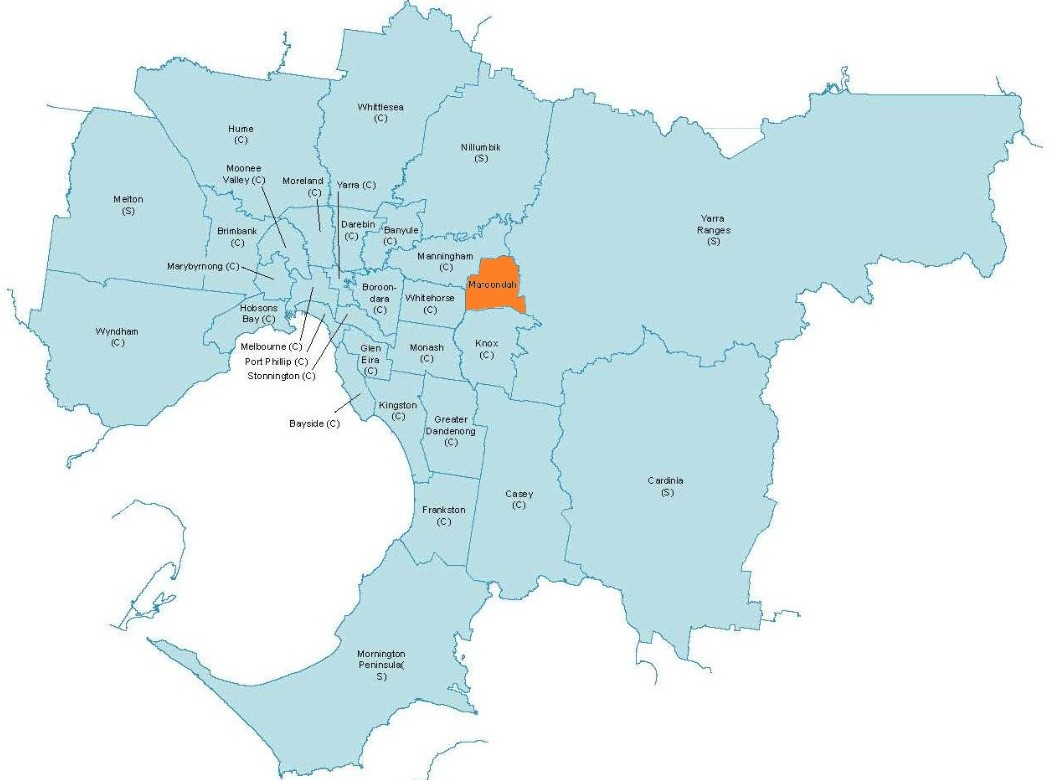 Whittlesea
(C)
Hume
(C)
Nillumbik
(S)
Moonee
Valley (C)
Moreland
(C)
Yarra (C)
Melton
(S)
Yarra
Ranges
(S)
Brimbank
(C)
Darebin
(C)
Banyule
(C)
Manningham
(C)
Marybyrnong (C)
Maroondah
Boroon-
dara
(C)
Whitehorse
(C)
Hobsons
Bay (C)
Wyndham
(C)
Melbourne (C)
Port Phillip (C)
Stonnington (C)
Glen
Eira
(C)
Monash
(C)
Knox
(C)
Bayside (C)
Kingston
(C)
Greater
Dandenong
(C)
Cardinia
(S)
Casey
(C)
Frankston
(C)
Mornington
Peninsula(
S)